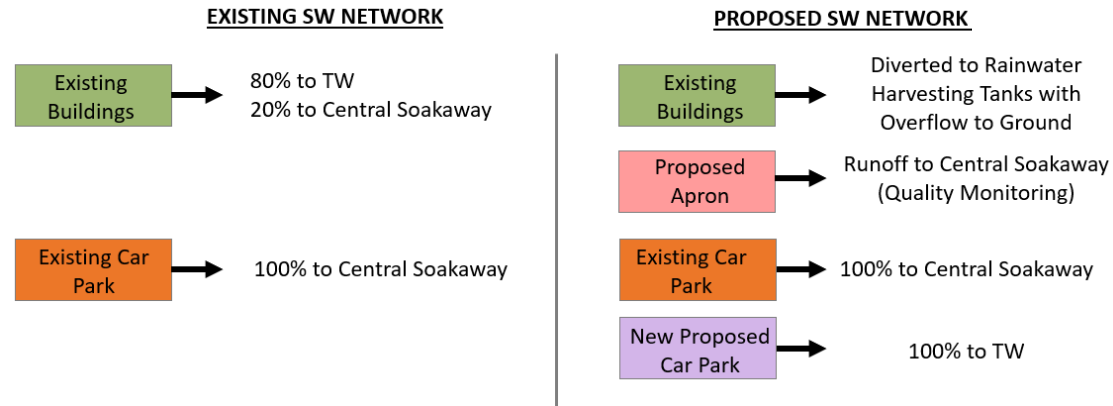 EXISTING SW NETWORK
Existing
Buildings
80% to TW
20% to Central Soakaway
Existing Car
Park
100% to Central Soakaway
PROPOSED SW NETWORK
Existing
Buildings
Diverted to Rainwater
Harvesting Tanks with
Overflow to Ground
Proposed
Apron
Runoff to Central Soakaway
(Quality Monitoring)
Existing Car
Park
100% to Central Soakaway
New Proposed
Car Park
100% to TW